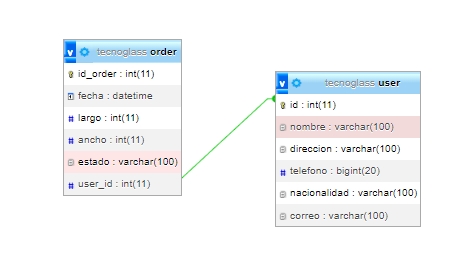 tecnoglass order
id_order : int(11)
fecha : datetime
largo : int(11)
ancho : int(11)
estado : varchar(100)
user_id : int(11)
tecnoglass user
id : int(11)
nombre : varchar(100)
direccion : varchar(100)
telefono : bigint(20)
nacionalidad : varchar(100)
correo : varchar(100)